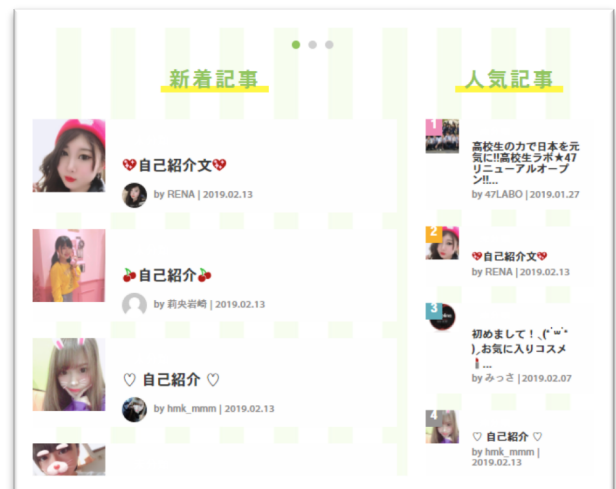 新着記事
自己紹介文
by RENA | 2019.02.13
自己紹介
by 莉央岩崎 | 2019.02.13
♡ 自己紹介 ♡
by hmk_mmm | 2019.02.13
人気記事
1
高校生の力で日本を元
気に!!高校生ラボ★47
リニューアルオープ
ン!!...
by 47LABO | 2019.01.27
2
自己紹介文
by RENA | 2019.02.13
3
初めまして！⸜(*ˊᵕˋ*
)⸝お気に入りコスメ
...
by みっさ | 2019.02.07
4
♡ 自己紹介 ♡
by hmk_mmm |
2019.02.13